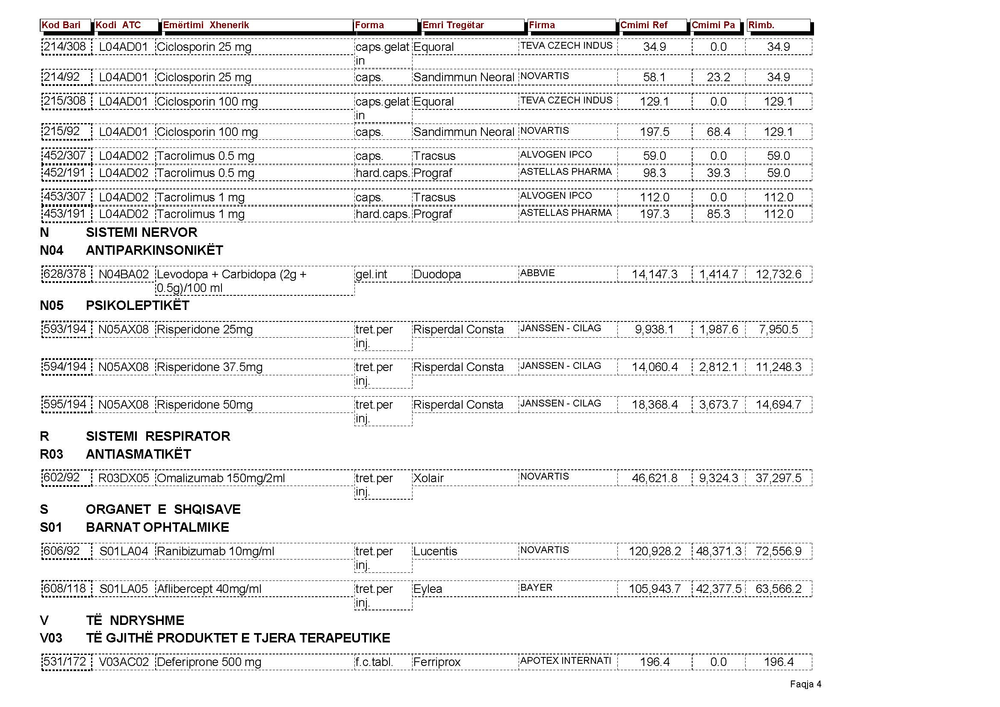 Kod Bari Kodi ATC Emërtimi Xhenerik Forma Emri Tregëtar Firma Cmimi Ref Cmimi Pa Rimb.
214/308 L04AD01 Ciclosporin 25 mg caps.gelat Equoral TEVA CZECH INDUS 34.9 0.0 34.9
in
214/92 L04AD01 Ciclosporin 25 mg caps. Sandimmun Neoral NOVARTIS 58.1 23.2 34.9
215/308 L04AD01 Ciclosporin 100 mg caps.gelat Equoral TEVA CZECH INDUS 129.1 0.0 129.1
in
215/92 L04AD01 Ciclosporin 100 mg caps. Sandimmun Neoral NOVARTIS 197.5 68.4 129.1
452/307 L04AD02 Tacrolimus 0.5 mg caps. Tracsus ALVOGEN IPCO 59.0 0.0 59.0
452/191 L04AD02 Tacrolimus 0.5 mg hard.caps. Prograf ASTELLAS PHARMA 98.3 39.3 59.0
453/307 L04AD02 Tacrolimus 1 mg caps. Tracsus ALVOGEN IPCO 112.0 0.0 112.0
453/191 L04AD02 Tacrolimus 1 mg hard.caps. Prograf ASTELLAS PHARMA 197.3 85.3 112.0
N SISTEMI NERVOR
N04 ANTIPARKINSONIKËT
628/378 N04BA02 Levodopa + Carbidopa (2g + gel.int Duodopa ABBVIE 14,147.3 1,414.7 12,732.6
0.5g)/100 ml
N05 PSIKOLEPTIKËT
593/194 N05AX08 Risperidone 25mg tret.per Risperdal Consta JANSSEN - CILAG 9,938.1 1,987.6 7,950.5
inj.
594/194 N05AX08 Risperidone 37.5mg tret.per Risperdal Consta JANSSEN - CILAG 14,060.4 2,812.1 11,248.3
inj.
595/194 N05AX08 Risperidone 50mg tret.per Risperdal Consta JANSSEN - CILAG 18,368.4 3,673.7 14,694.7
inj.
R SISTEMI RESPIRATOR
R03 ANTIASMATIKËT
602/92 R03DX05 Omalizumab 150mg/2ml tret.per Xolair NOVARTIS 46,621.8 9,324.3 37,297.5
inj.
S ORGANET E SHQISAVE
S01 BARNAT OPHTALMIKE
606/92 S01LA04 Ranibizumab 10mg/ml tret.per Lucentis NOVARTIS 120,928.2 48,371.3 72,556.9
inj.
608/118 S01LA05 Aflibercept 40mg/ml tret.per Eylea BAYER 105,943.7 42,377.5 63,566.2
inj.
V TË NDRYSHME
V03 TË GJITHË PRODUKTET E TJERA TERAPEUTIKE
531/172 V03AC02 Deferiprone 500 mg f.c.tabl. Ferriprox APOTEX INTERNATI 196.4 0.0 196.4
Faqja 4